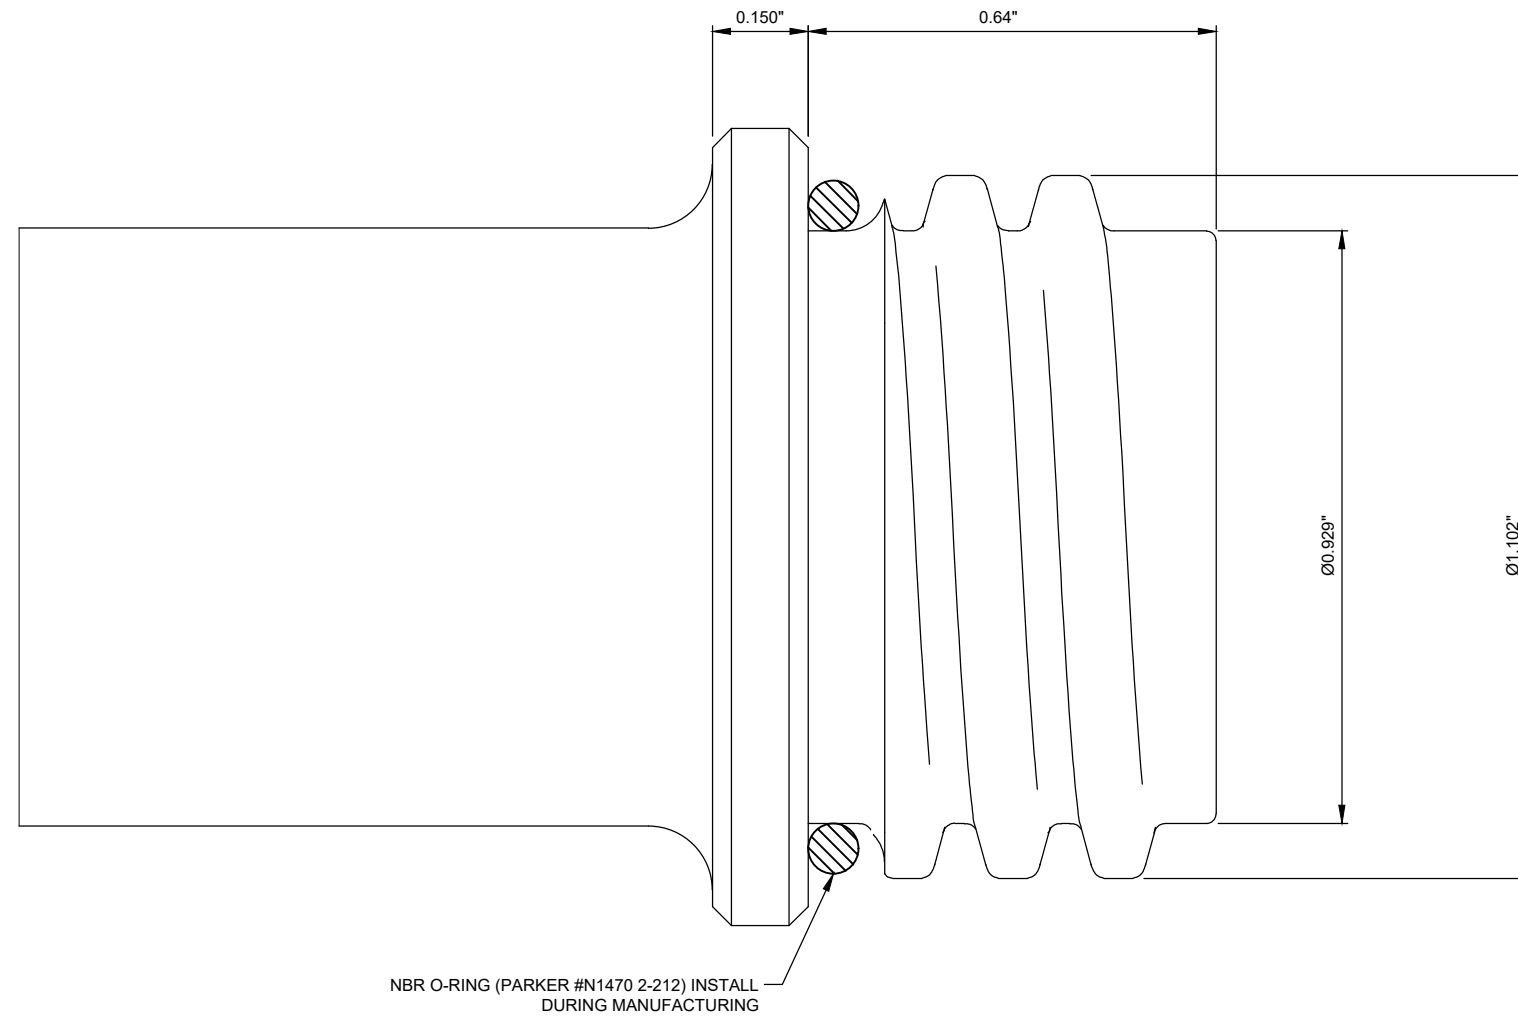 0.150"
0.64"
Ø0.929"
Ø1.102"
NBR O-RING (PARKER #N1470 2-212) INSTALL
DURING MANUFACTURING